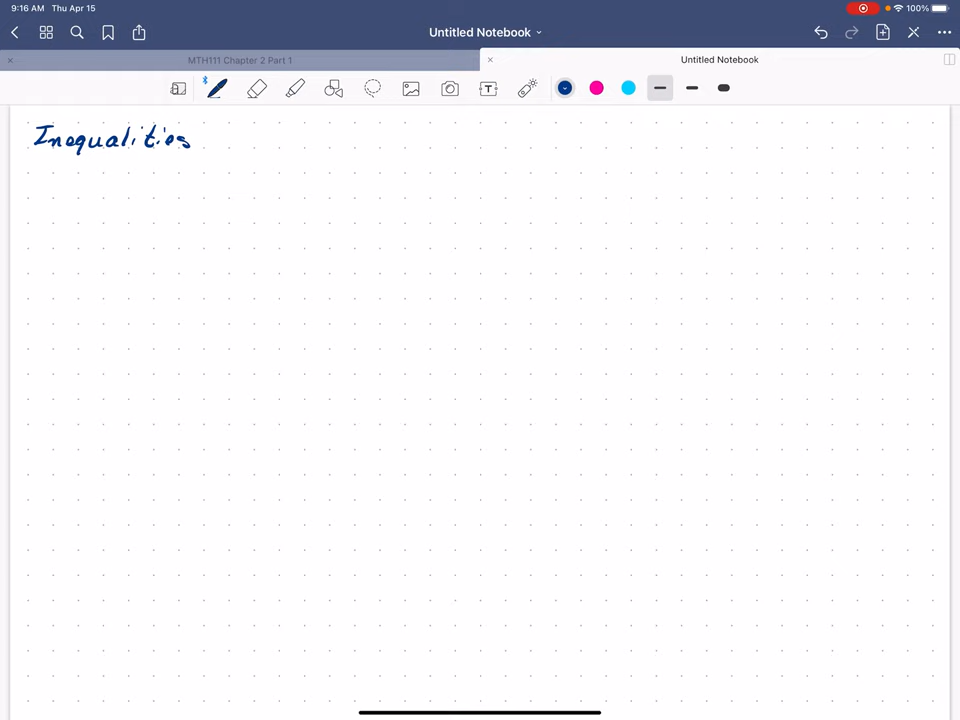 9:16 AM Thu Apr 15
100%
Untitled Notebook
MTH111 Chapter 2 Part 1
Untitled Notebook
T
Inequalities